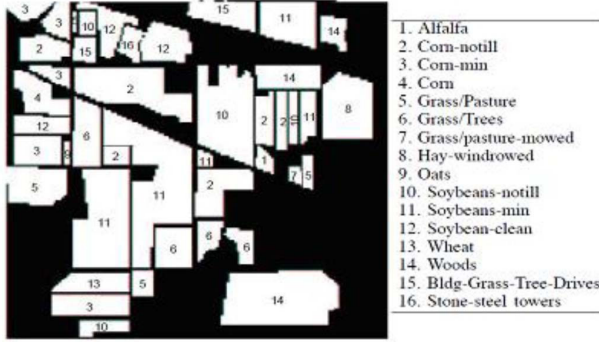 3 3 10 12 15 11 14
2 15 16 12
3 2 14
4 10 2 2 10 11 8
12 6
3 9 2 11 1
5 11 2 7 5
11 6 6 6
13 5
3 14
10
1. Alfalfa
2. Corn-notill
3. Corn-min
4. Corn
5. Grass/Pasture
6. Grass/Trees
7. Grass/pasture-mowed
8. Hay-windrowed
9. Oats
10. Soybeans-notill
11. Soybeans-min
12. Soybean-clean
13. Wheat
14. Woods
15. Bldg-Grass-Tree-Drives
16. Stone-steel towers